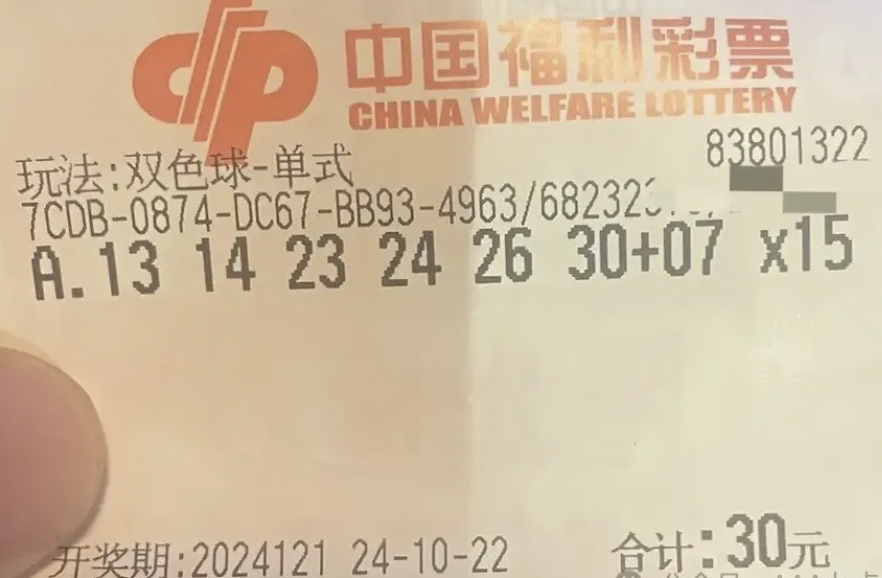 中国福利彩票
CHINA WELFARE LOTTERY
83801322
玩法:双色球-单式
7CDB-0874-DC67-BB93-4963/682323
A.13 14 23 24 26 30+07 x15
开奖期:2024121 24-10-22 合计:30元